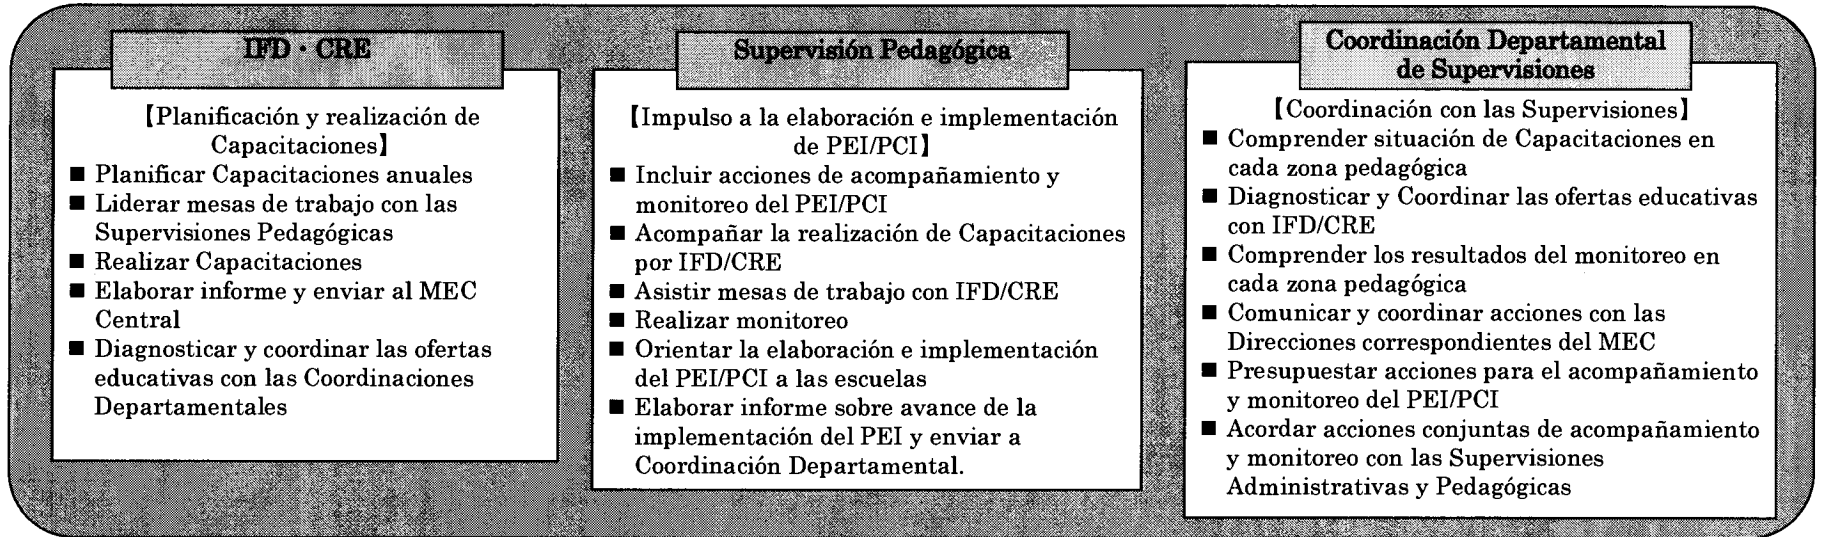 IFD・CRE
【Planificación y realización de
Capacitaciones】
■ Planificar Capacitaciones anuales
■ Liderar mesas de trabajo con las
Supervisiones Pedagógicas
■ Realizar Capacitaciones
■ Elaborar informe y enviar al MEC
Central
■ Diagnosticar y coordinar las ofertas
educativas con las Coordinaciones
Departamentales
Supervisión Pedagógica
【Impulso a la elaboración e implementación
de PEI/PCI】
■ Incluir acciones de acompañamiento y
monitoreo del PEI/PCI
■ Acompañar la realización de Capacitaciones
por IFD/CRE
■ Asistir mesas de trabajo con IFD/CRE
■ Realizar monitoreo
■ Orientar la elaboración e implementación
del PEI/PCI a las escuelas
■ Elaborar informe sobre avance de la
implementación del PEI y enviar a
Coordinación Departamental.
Coordinación Departamental
de Supervisiones
【Coordinación con las Supervisiones】
■ Comprender situación de Capacitaciones en
cada zona pedagógica
■ Diagnosticar y Coordinar las ofertas educativas
con IFD/CRE
■ Comprender los resultados del monitoreo en
cada zona pedagógica
■ Comunicar y coordinar acciones con las
Direcciones correspondientes del MEC
■ Presupuestar acciones para el acompañamiento
y monitoreo del PEI/PCI
■ Acordar acciones conjuntas de acompañamiento
y monitoreo con las Supervisiones
Administrativas y Pedagógicas